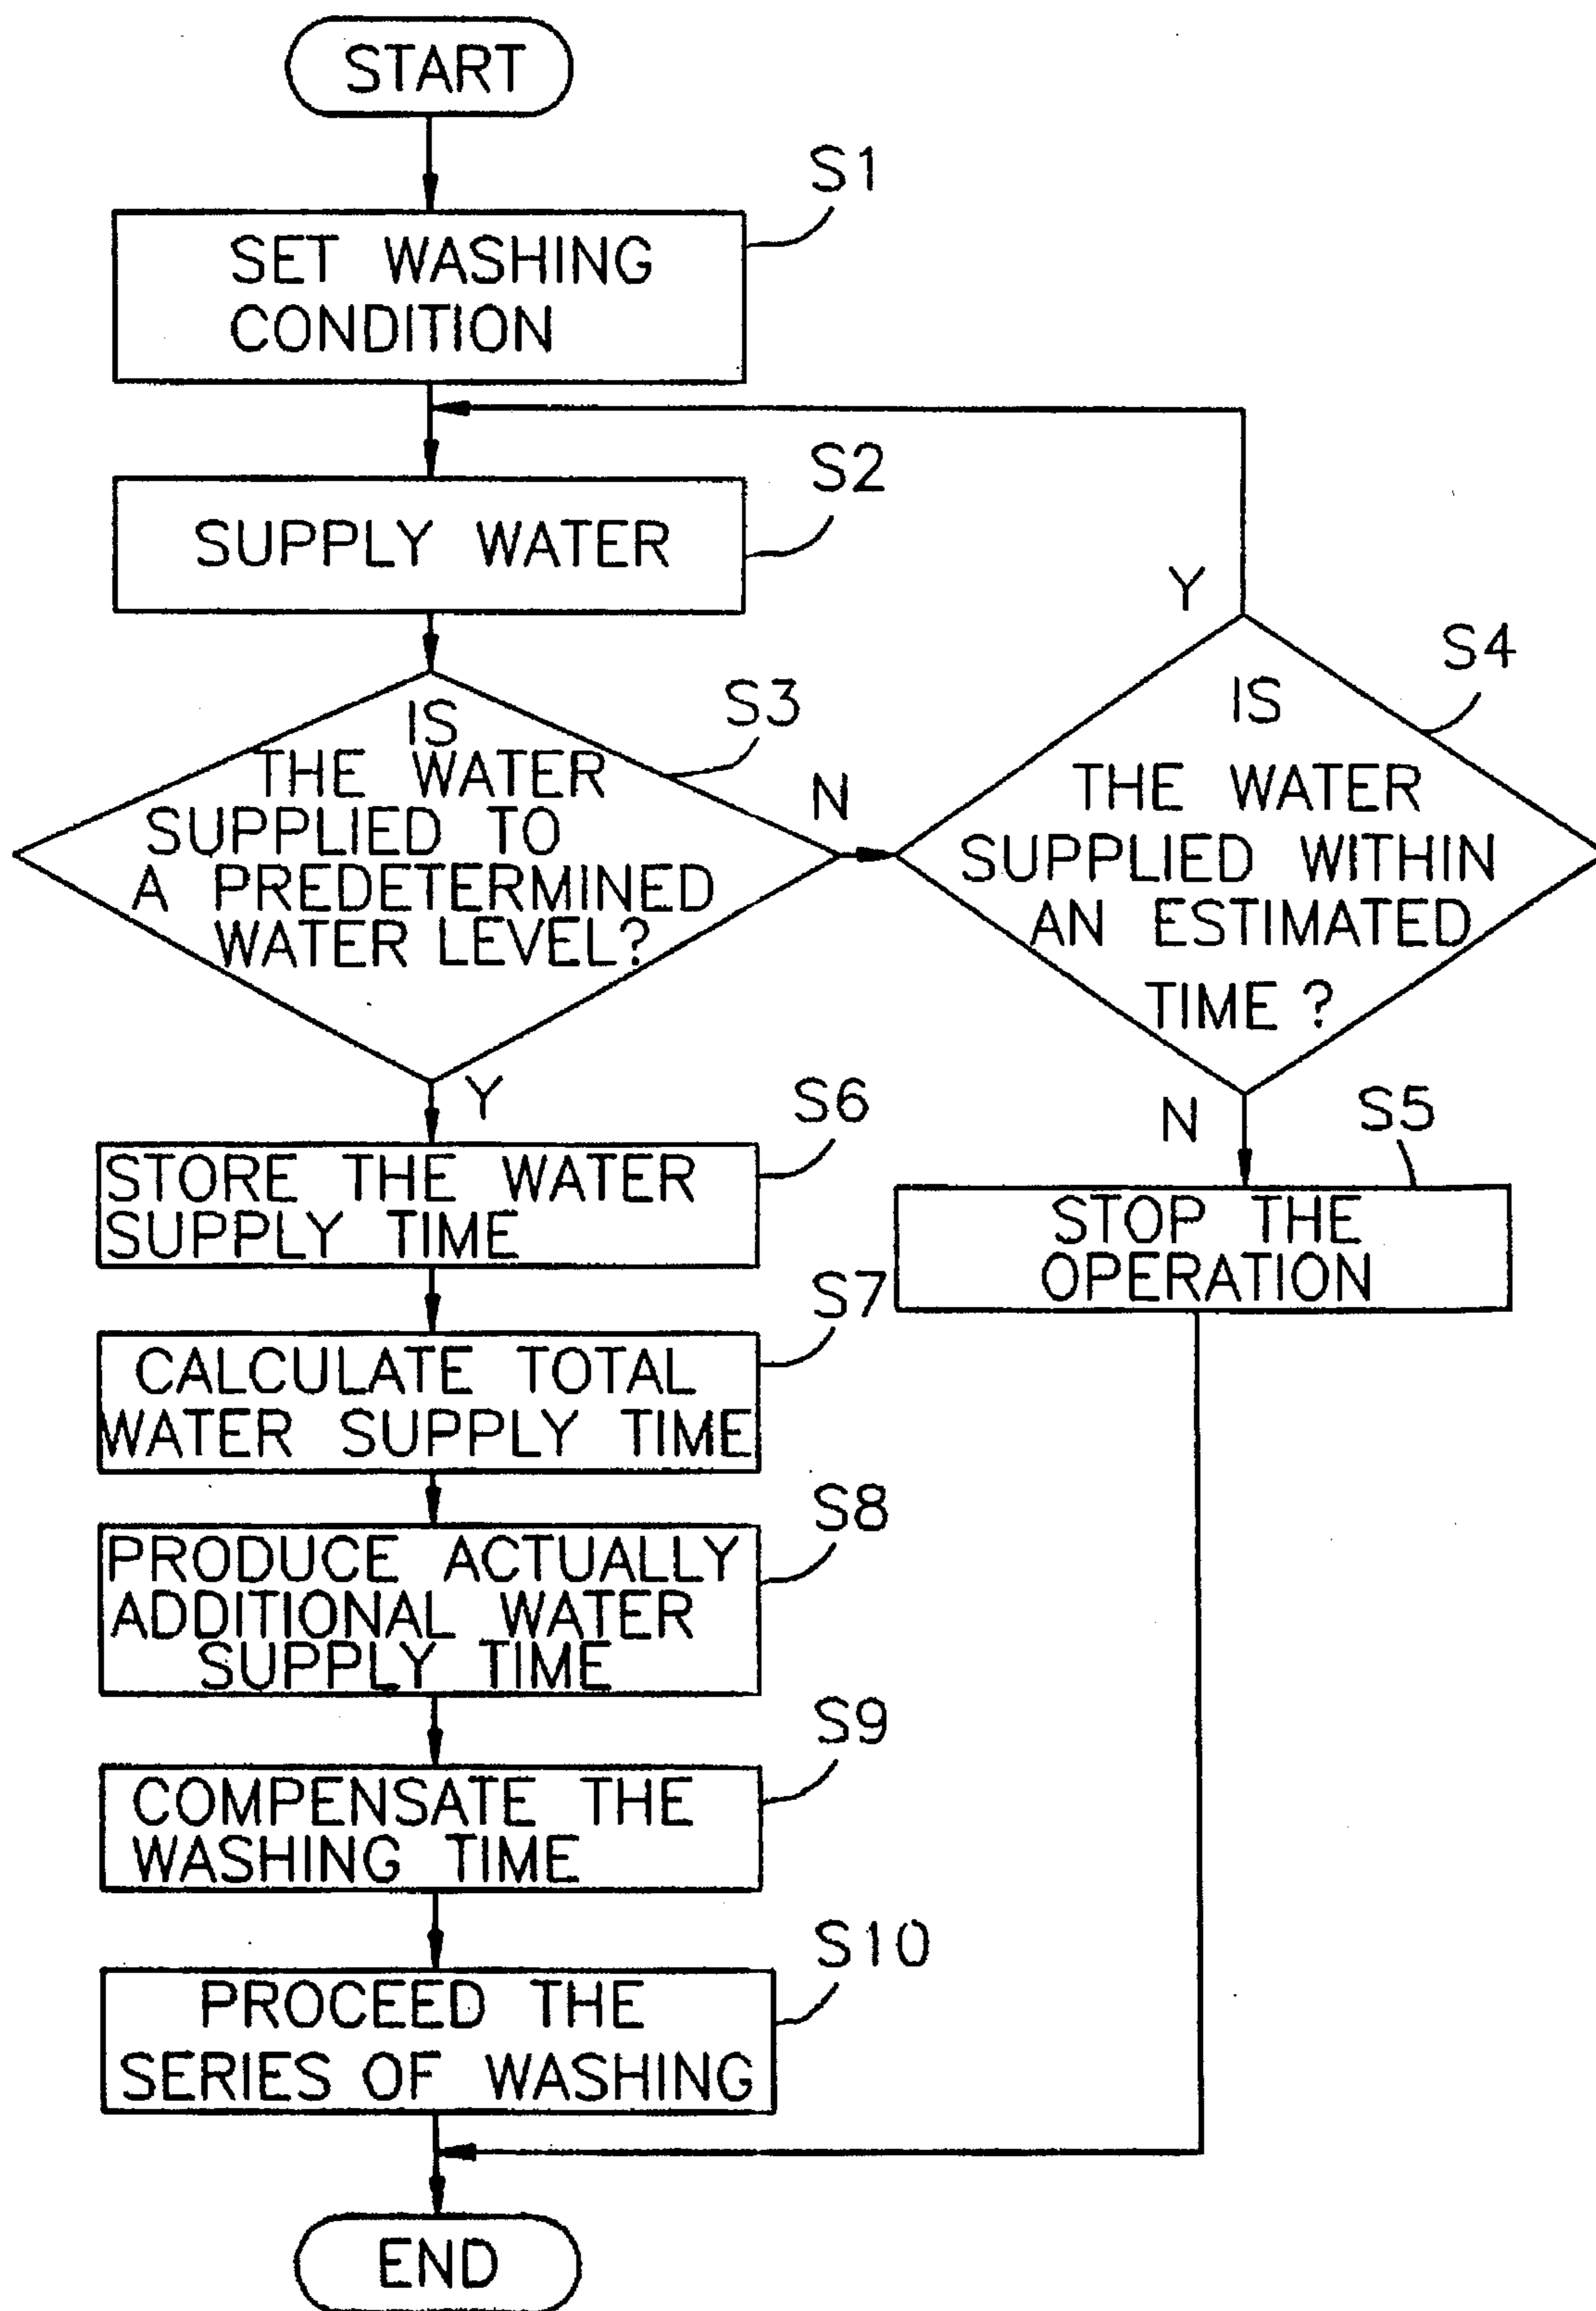 START
S1
SET WASHING
CONDITION
S2
SUPPLY WATER
S3
IS
THE WATER
SUPPLIED TO
A PREDETERMINED
WATER LEVEL?
N
Y
S4
IS
THE WATER
SUPPLIED WITHIN
AN ESTIMATED
TIME ?
Y
N
S5
STOP THE
OPERATION
S6
STORE THE WATER
SUPPLY TIME
S7
CALCULATE TOTAL
WATER SUPPLY TIME
S8
PRODUCE ACTUALLY
ADDITIONAL WATER
SUPPLY TIME
S9
COMPENSATE THE
WASHING TIME
S10
PROCEED THE
SERIES OF WASHING
END